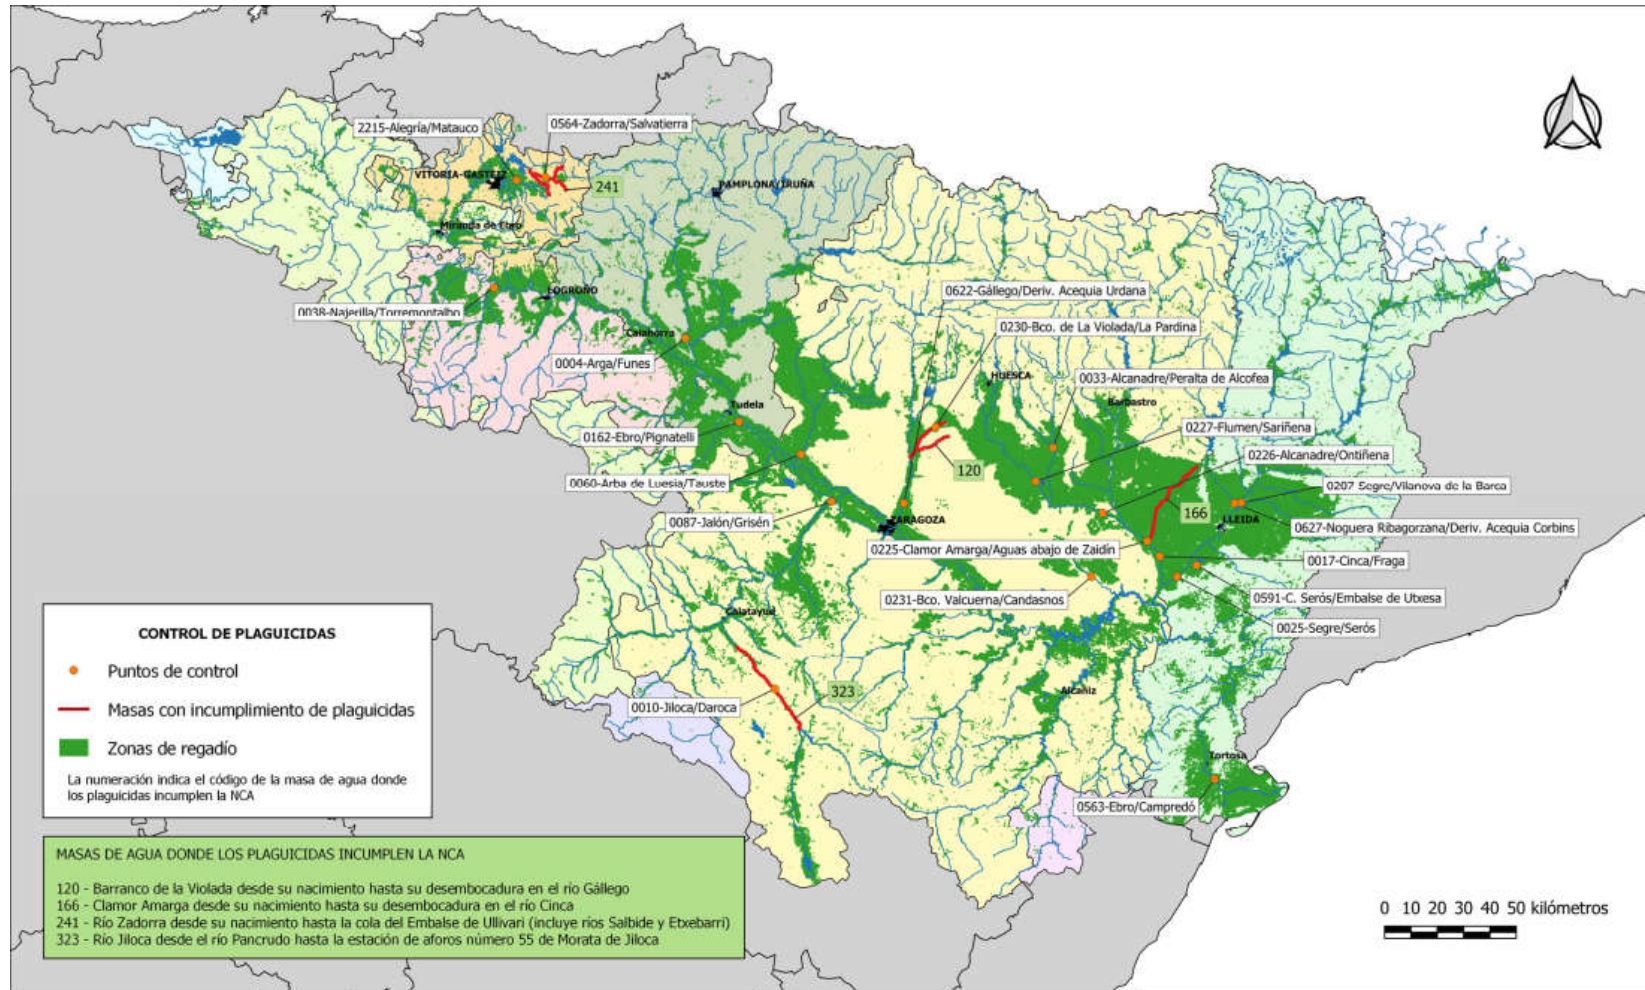 2215-Alegría/Matauco
0564-Zadorra/Salvatierra
VITORIA-GASTEIZ
241
PAMPLONA/IRUÑA
Miranda de Ebro
0038-Najerilla/Torremontalbo
LOGROÑO
0622-Gállego/Deriv. Acequia Urdana
0230-Bco. de La Violada/La Pardina
Calahorra
0004-Arga/Funes
HUESCA
0033-Alcanadre/Peralta de Alcofea
Barbastro
Tudela
0162-Ebro/Pignatelli
0227-Flumen/Sariñena
0226-Alcanadre/Ontiñena
120
0060-Arba de Luesia/Tauste
0207 Segre/Vilanova de la Barca
166
0087-Jalón/Grisén
ZARAGOZA
LLEIDA
0627-Noguera Ribagorzana/Deriv. Acequia Corbins
0225-Clamor Amarga/Aguas abajo de Zaidín
0017-Cinca/Fraga
0231-Bco. Valcuerna/Candasnos
0591-C. Serós/Embalse de Utxesa
Calatayud
0025-Segre/Serós
323
Alcañiz
0010-Jiloca/Daroca
Tortosa
0563-Ebro/Campredó
CONTROL DE PLAGUICIDAS
Puntos de control
Masas con incumplimiento de plaguicidas
Zonas de regadío
La numeración indica el código de la masa de agua donde
los plaguicidas incumplen la NCA
MASAS DE AGUA DONDE LOS PLAGUICIDAS INCUMPLEN LA NCA
120 - Barranco de la Violada desde su nacimiento hasta su desembocadura en el río Gállego
166 - Clamor Amarga desde su nacimiento hasta su desembocadura en el río Cinca
241 - Río Zadorra desde su nacimiento hasta la cola del Embalse de Ullivari (incluye ríos Salbide y Etxebarri)
323 - Río Jiloca desde el río Pancrudo hasta la estación de aforos número 55 de Morata de Jiloca
0 10 20 30 40 50 kilómetros